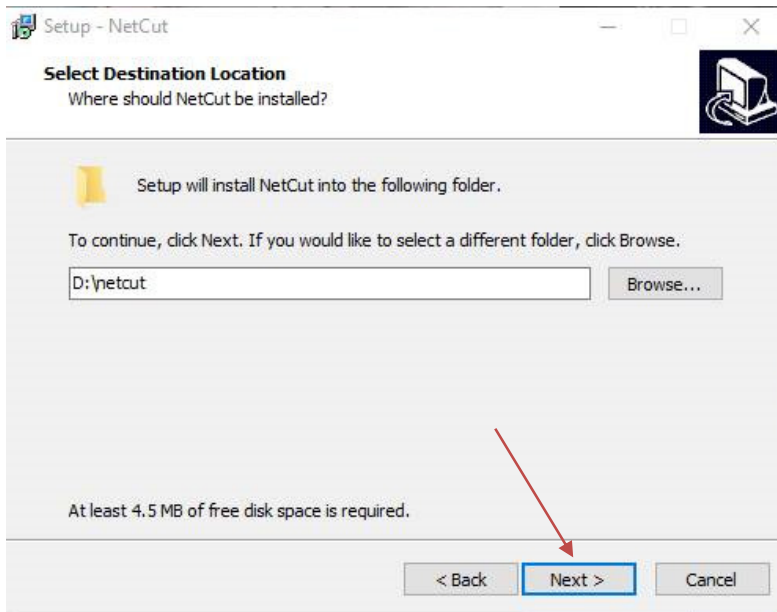 Setup - NetCut
Select Destination Location
Where should NetCut be installed?
Setup will install NetCut into the following folder.
To continue, click Next. If you would like to select a different folder, click Browse.
D:\netcut
Browse...
At least 4.5 MB of free disk space is required.
< Back
Next >
Cancel